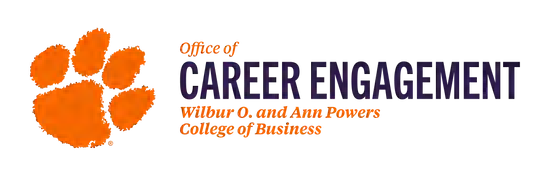 Office of
CAREER ENGAGEMENT
Wilbur O. and Ann Powers
College of Business
®